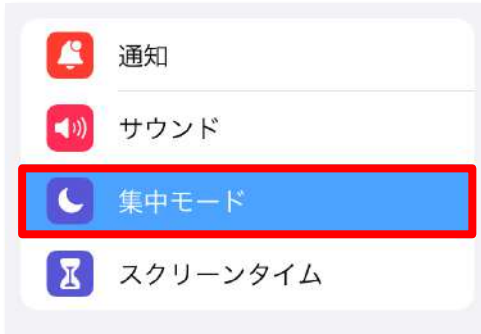 通知
サウンド
集中モード
スクリーンタイム